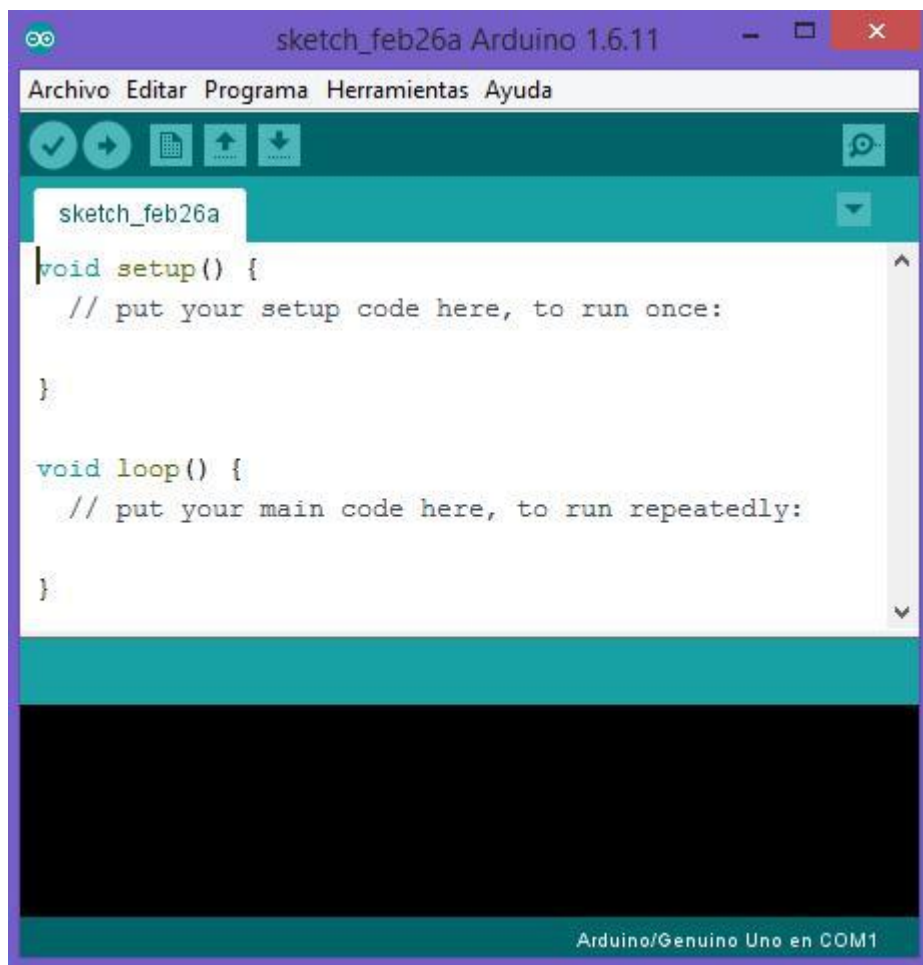 sketch_feb26a Arduino 1.6.11
Archivo Editar Programa Herramientas Ayuda
sketch_feb26a
void setup() {
  // put your setup code here, to run once:
}
void loop() {
  // put your main code here, to run repeatedly:
}
Arduino/Genuino Uno en COM1